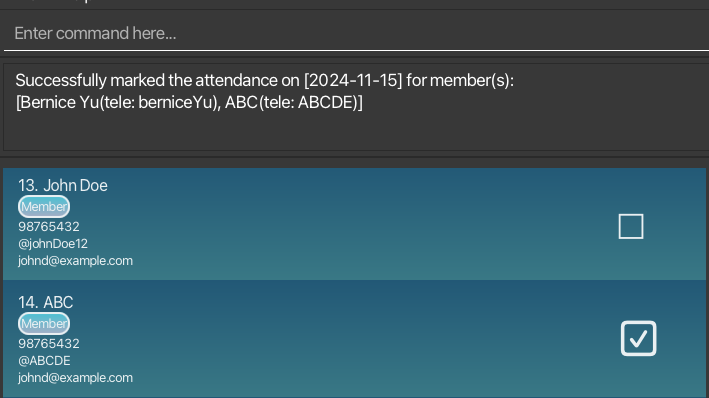 Enter command here...
Successfully marked the attendance on [2024-11-15] for member(s):
[Bernice Yu(tele: berniceYu), ABC(tele: ABCDE)]
13. John Doe
Member
98765432
@johnDoe12
johnd@example.com
14. ABC
Member
98765432
@ABCDE
johnd@example.com